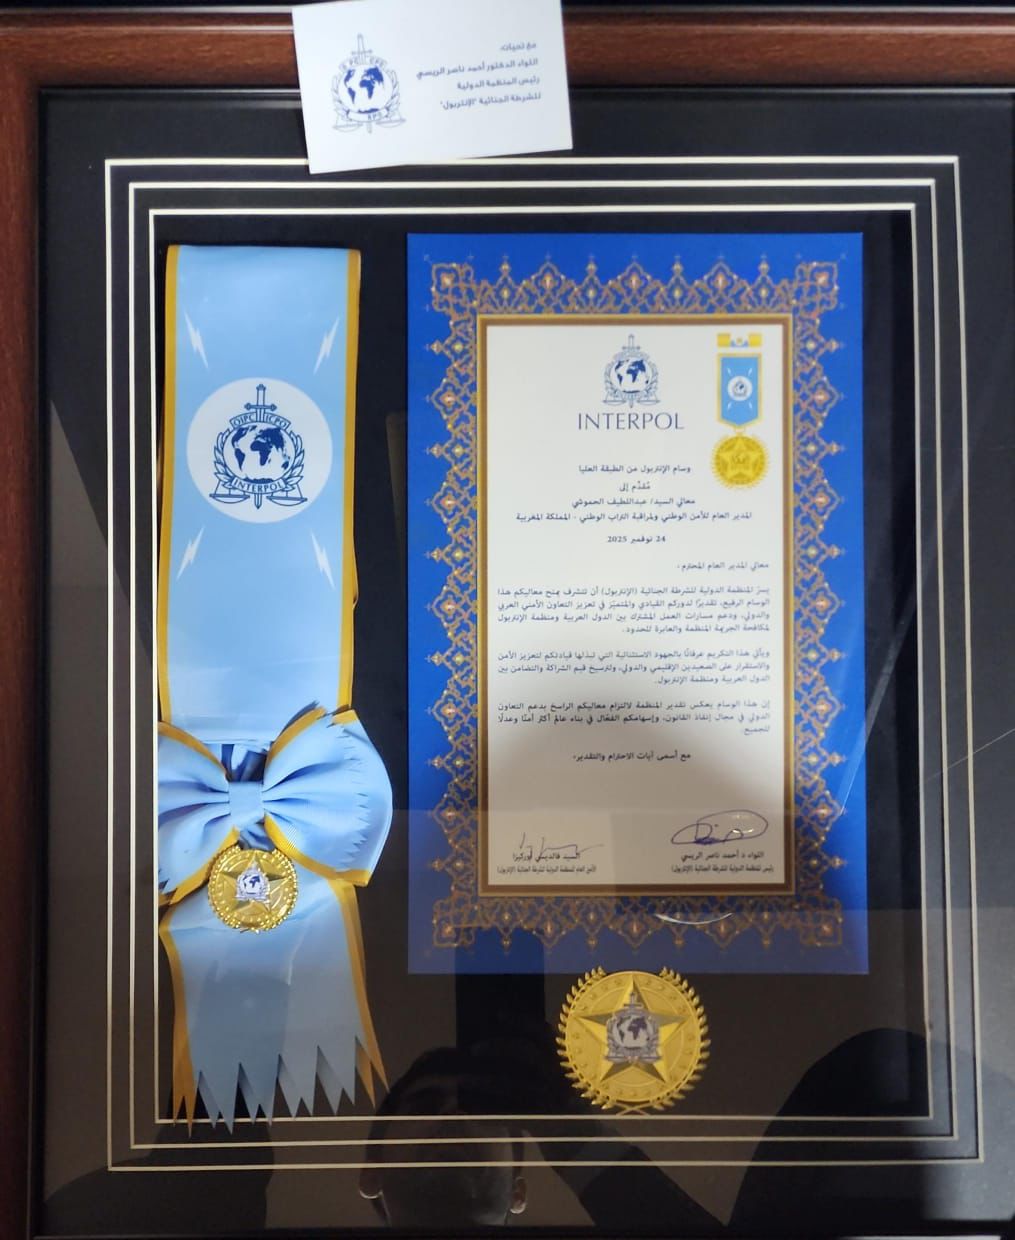 مع تحيات،
اللواء الدكتور أحمد ناصر الريسي
رئيس المنظمة الدولية
للشرطة الجنائية "الإنتربول"
OIPC ICPO
INTERPOL
INTERPOL
وسام الإنتربول من الطبقة العليا
مُقدَّم إلى
معالي السيد/ عبداللطيف الحموشي
المدير العام للأمن الوطني ولمراقبة التراب الوطني - المملكة المغربية
24 نوفمبر 2025
معالي المدير العام المحترم،
يسرّ المنظمة الدولية للشرطة الجنائية (الإنتربول) أن تتشرف بمنح معاليكم هذا
الوسام الرفيع، تقديرًا لدوركم القيادي والمتميّز في تعزيز التعاون الأمني العربي
والدولي، ودعم مسارات العمل المشترك بين الدول العربية ومنظمة الإنتربول
لمكافحة الجريمة المنظمة والعابرة للحدود.
ويأتي هذا التكريم عرفانًا بالجهود الاستثنائية التي تبذلها قيادتكم لتعزيز الأمن
والاستقرار على الصعيدين الإقليمي والدولي، ولترسيخ قيم الشراكة والتضامن بين
الدول العربية ومنظمة الإنتربول.
إن هذا الوسام يعكس تقدير المنظمة لالتزام معاليكم الراسخ بدعم التعاون
الدولي في مجال إنفاذ القانون، وإسهامكم الفعّال في بناء عالم أكثر أمنًا وعدلًا
للجميع.
مع أسمى آيات الاحترام والتقدير،
اللواء د أحمد ناصر الريسي
رئيس المنظمة الدولية للشرطة الجنائية (الإنتربول)
السيد فالديسي أوركيزا
الأمين العام للمنظمة الدولية للشرطة الجنائية (الإنتربول)